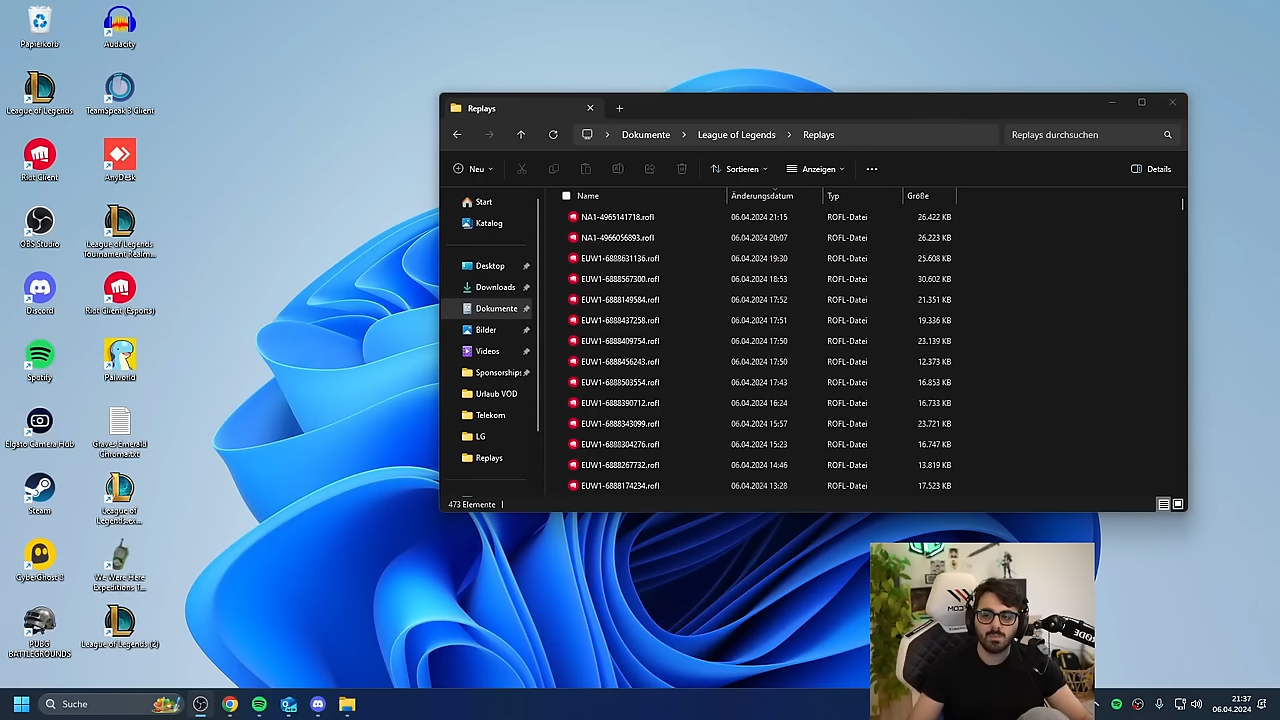 Papierkorb
Audacity
League of Legends
TeamSpeak 3 Client
Riot Client
AnyDesk
OBS Studio
League of Legends Tournament Realm...
Discord
Riot Client (Esports)
Spotify
Palworld
Elgato Camera Hub
Graves Emerald Chroma.txt
Steam
League of Legends.ex...
CyberGhost 8
We Were Here Expeditions T...
PUBG BATTLEGROUNDS
League of Legends (2)
Replays
Dokumente > League of Legends > Replays
Replays durchsuchen
Neu
Sortieren
Anzeigen
Details
Start
Katalog
Desktop
Downloads
Dokumente
Bilder
Videos
Sponsorships
Urlaub VOD
Telekom
LG
Replays
Name Änderungsdatum Typ Größe
NA1-4965141718.rofl 06.04.2024 21:15 ROFL-Datei 26.422 KB
NA1-4966056893.rofl 06.04.2024 20:07 ROFL-Datei 26.223 KB
EUW1-6888631136.rofl 06.04.2024 19:30 ROFL-Datei 25.608 KB
EUW1-6888567300.rofl 06.04.2024 18:53 ROFL-Datei 30.602 KB
EUW1-6888149584.rofl 06.04.2024 17:52 ROFL-Datei 21.351 KB
EUW1-6888437258.rofl 06.04.2024 17:51 ROFL-Datei 19.336 KB
EUW1-6888409754.rofl 06.04.2024 17:50 ROFL-Datei 23.139 KB
EUW1-6888456243.rofl 06.04.2024 17:50 ROFL-Datei 12.373 KB
EUW1-6888503554.rofl 06.04.2024 17:43 ROFL-Datei 16.853 KB
EUW1-6888390712.rofl 06.04.2024 16:24 ROFL-Datei 16.733 KB
EUW1-6888343099.rofl 06.04.2024 15:57 ROFL-Datei 23.721 KB
EUW1-6888304276.rofl 06.04.2024 15:23 ROFL-Datei 16.747 KB
EUW1-6888267732.rofl 06.04.2024 14:46 ROFL-Datei 13.819 KB
EUW1-6888174234.rofl 06.04.2024 13:28 ROFL-Datei 17.523 KB
473 Elemente
Suche
21:37
06.04.2024